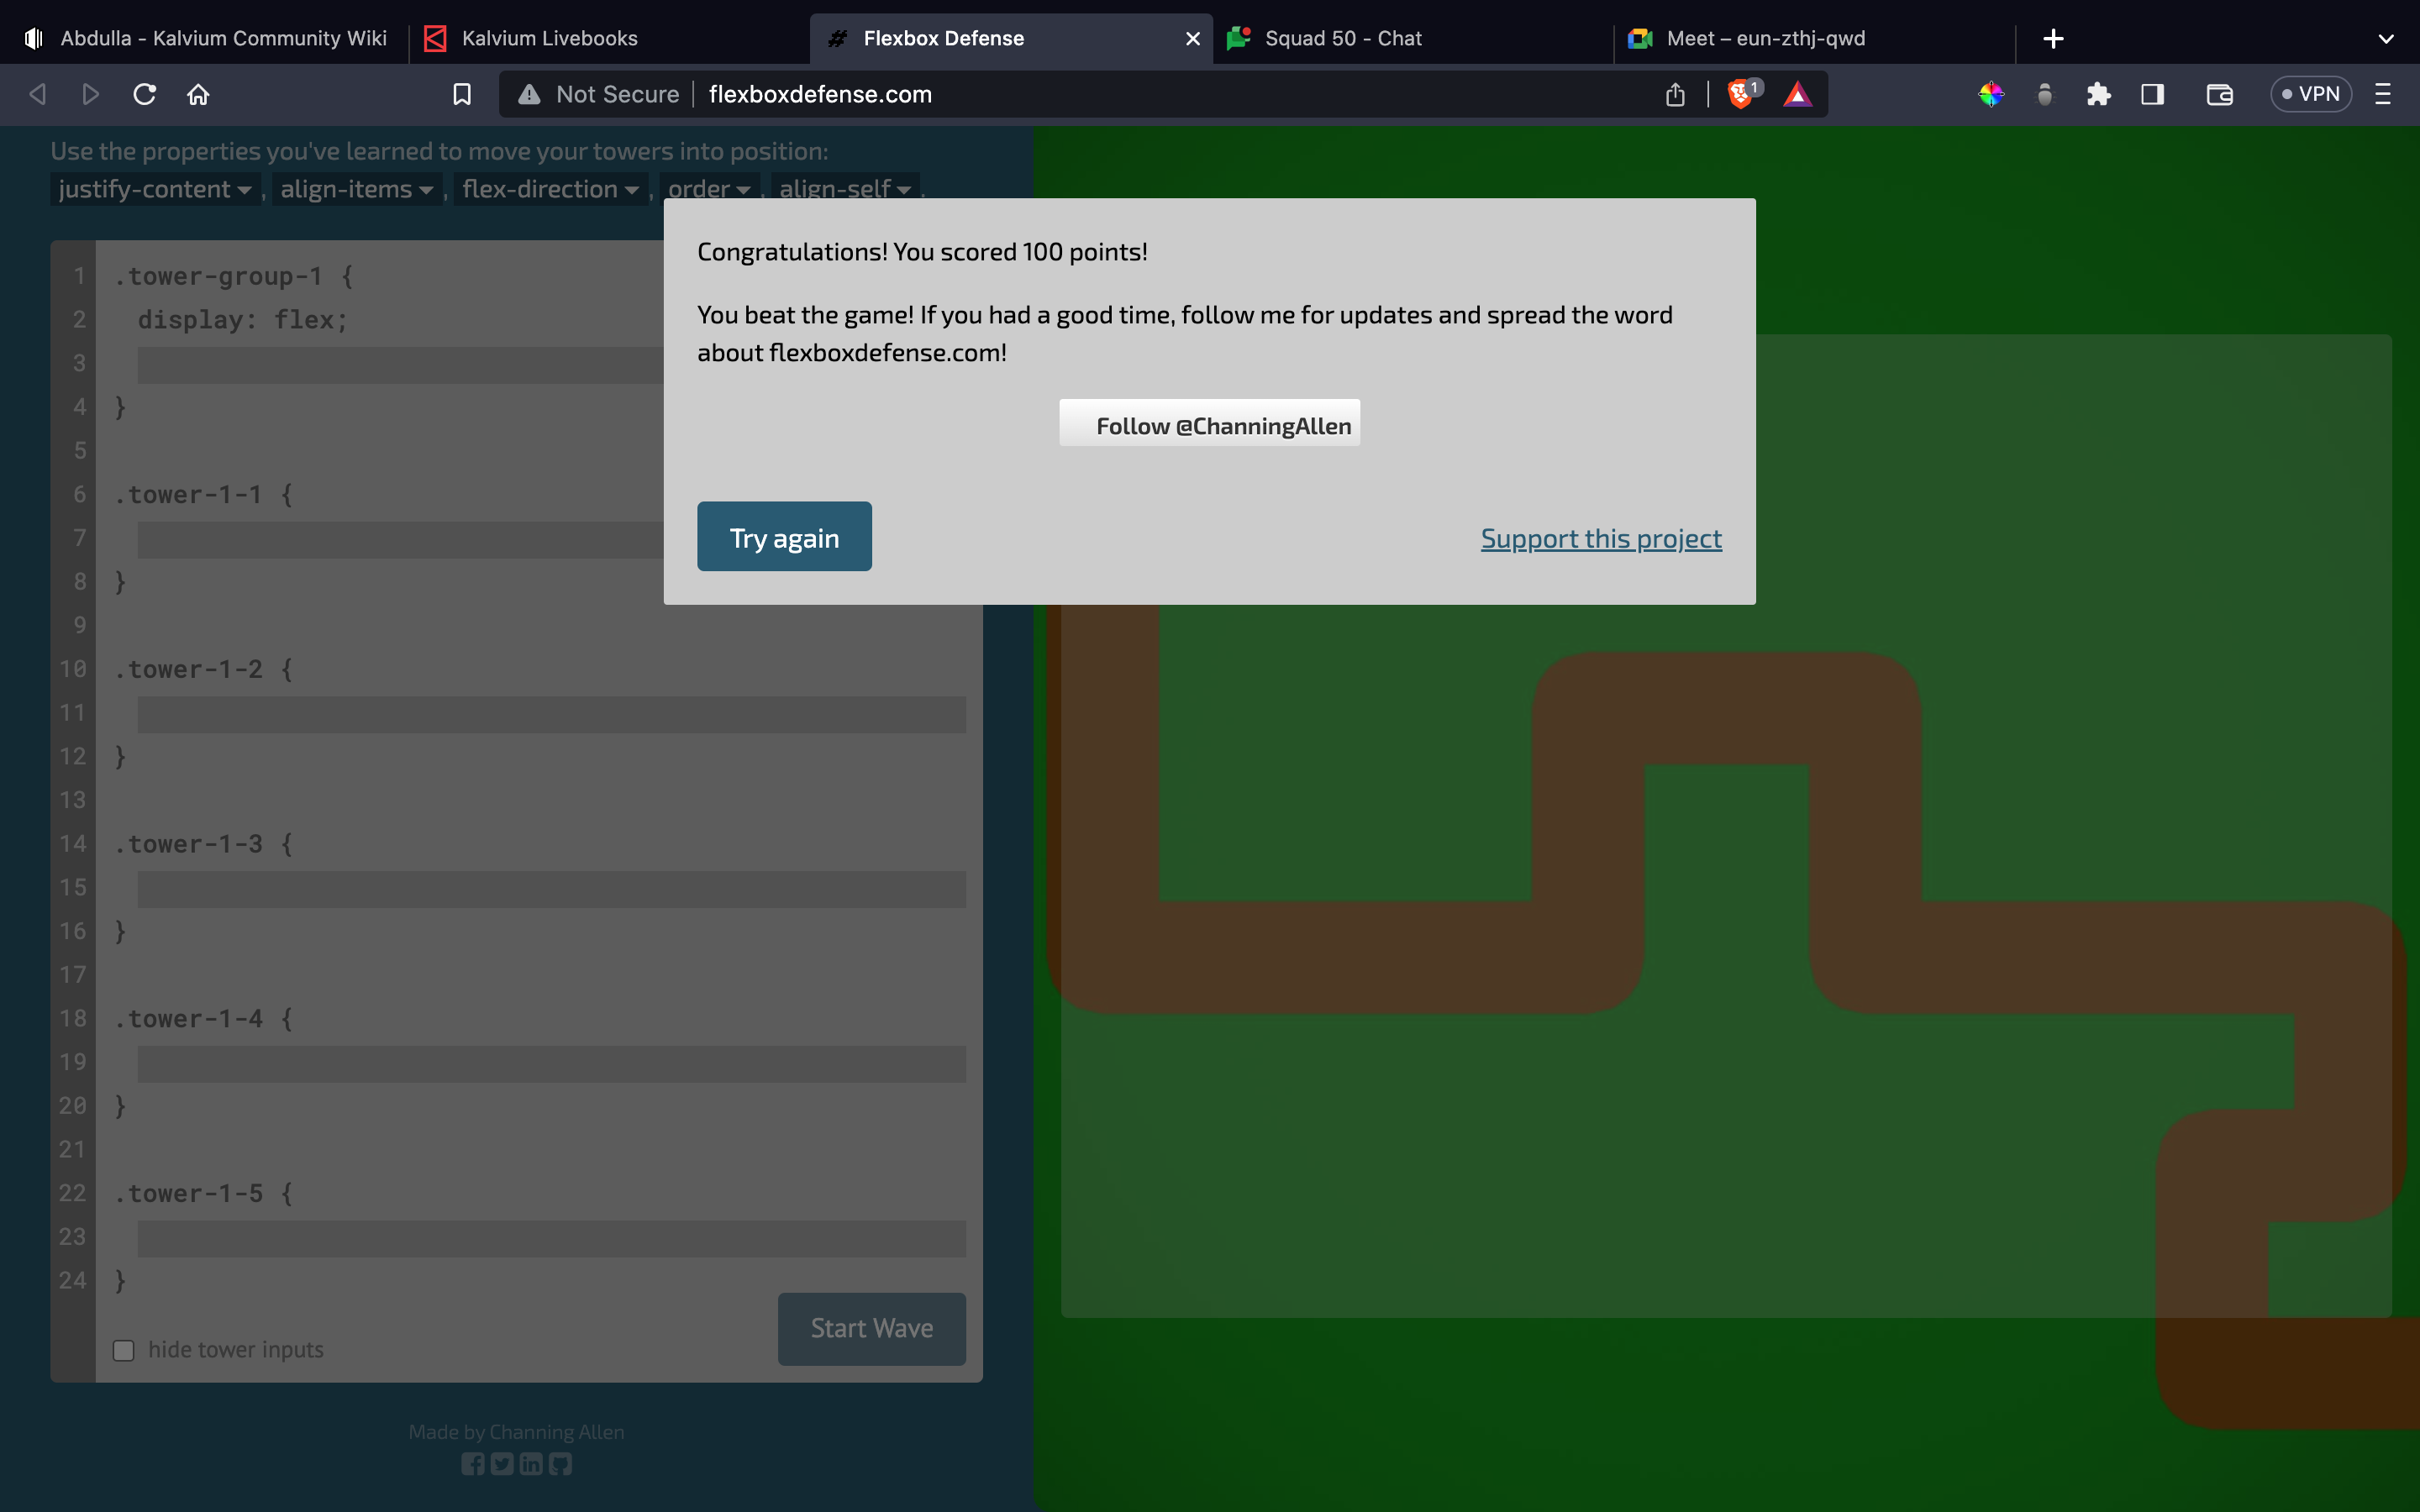 Abdulla - Kalvium Community Wiki
Kalvium Livebooks
Flexbox Defense
Squad 50 - Chat
Meet – eun-zthj-qwd
Not Secure
flexboxdefense.com
1
VPN
Use the properties you've learned to move your towers into position:
justify-content , align-items , flex-direction , order , align-self .
Congratulations! You scored 100 points!
You beat the game! If you had a good time, follow me for updates and spread the word
about flexboxdefense.com!
Follow @ChanningAllen
Try again
Support this project
1 .tower-group-1 {
2 display: flex;
3
4 }
5
6 .tower-1-1 {
7
8 }
9
10 .tower-1-2 {
11
12 }
13
14 .tower-1-3 {
15
16 }
17
18 .tower-1-4 {
19
20 }
21
22 .tower-1-5 {
23
24 }
hide tower inputs
Start Wave
Made by Channing Allen